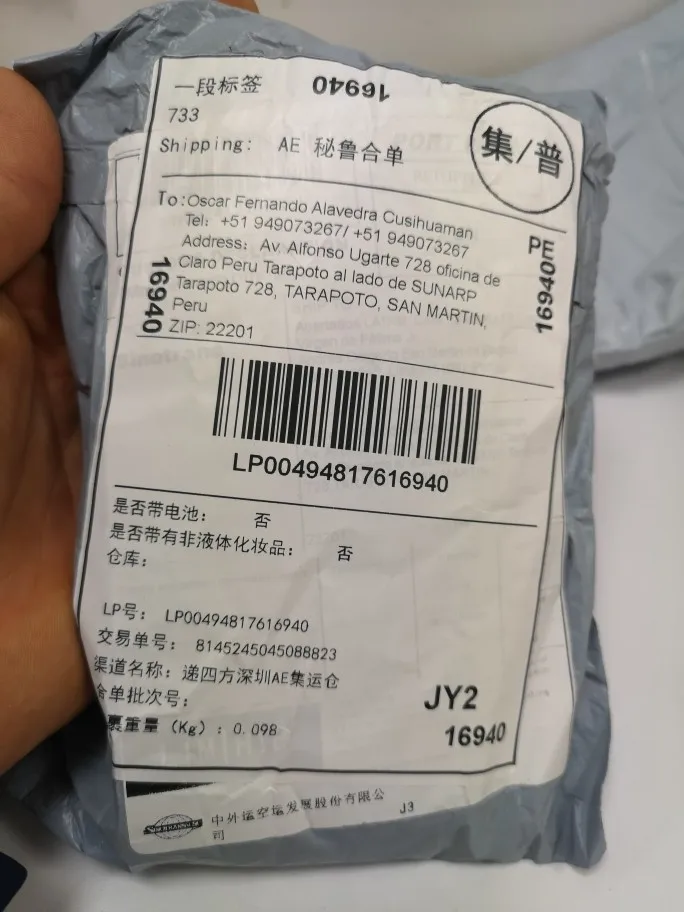 一段标签
16940
733
Shipping: AE 秘鲁合单
集/普
To:Oscar Fernando Alavedra Cusihuaman
Tel: +51 949073267/ +51 949073267
Address: Av. Alfonso Ugarte 728 oficina de
Claro Peru Tarapoto al lado de SUNARP
Tarapoto 728, TARAPOTO, SAN MARTIN,
Peru
ZIP: 22201
16940
PE
16940
LP00494817616940
是否带电池: 否
是否带有非液体化妆品: 否
仓库:
LP号: LP00494817616940
交易单号: 8145245045088823
渠道名称: 递四方深圳AE集运仓
单批次号:
裹重量(Kg): 0.098
JY2
16940
中外运空运发展股份有限公
司
J3